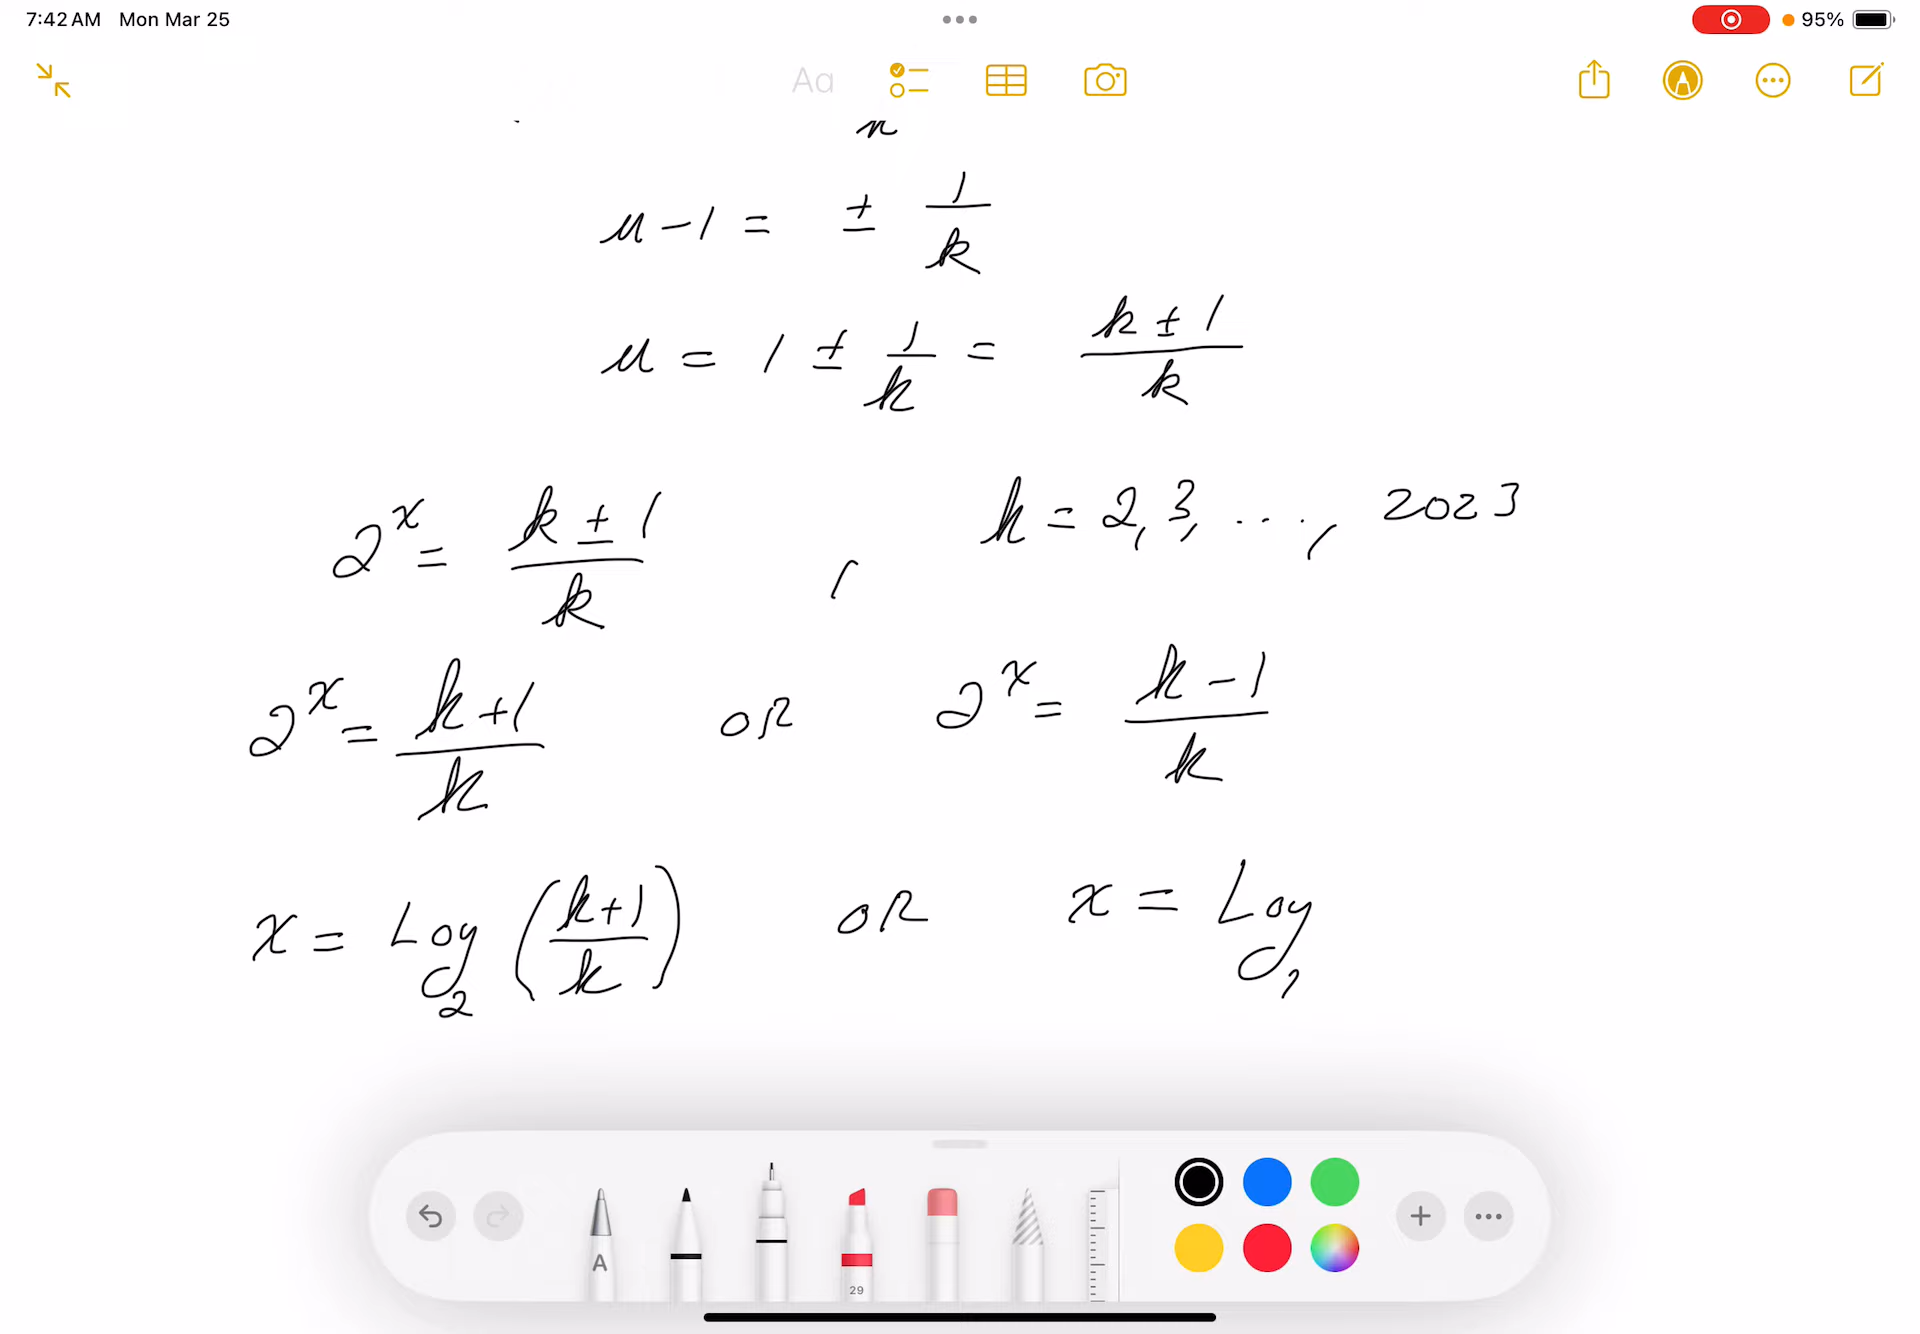 7:42 AM Mon Mar 25
95%
Aa
n
u - 1 = ± 1/k
u = 1 ± 1/k = (k ± 1)/k
2^x = (k ± 1)/k , k = 2, 3, ..., 2023
2^x = (k+1)/k OR 2^x = (k - 1)/k
x = Log_2 ((k+1)/k) OR x = Log
A
29